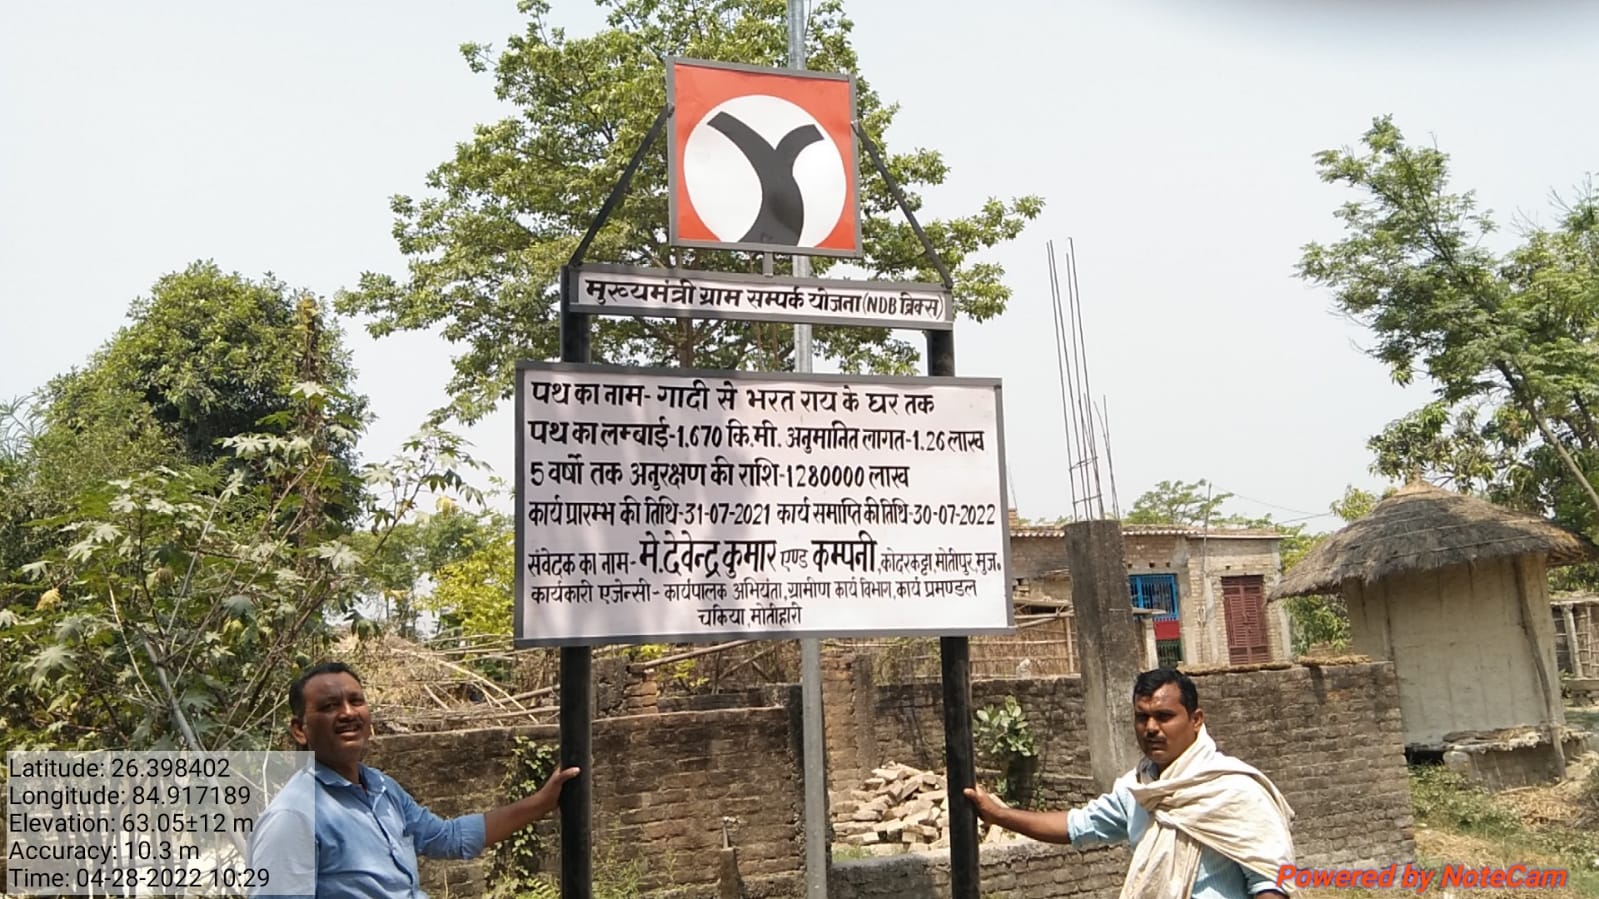 मुख्यमंत्री ग्राम सम्पर्क योजना (NDB ब्रिक्स)
पथ का नाम- गादी से भरत राय के घर तक
पथ का लम्बाई-1.670 कि.मी. अनुमानित लागत-1.26 लाख
5 वर्षो तक अनुरक्षण की राशि-1280000 लाख
कार्य प्रारम्भ की तिथि-31-07-2021 कार्य समाप्ति की तिथि-30-07-2022
संवेदक का नाम- मे. देवेन्द्र कुमार एण्ड कम्पनी, कोदरकट्टा, मोतीपुर, मुज॰
कार्यकारी एजेन्सी- कार्यपालक अभियंता, ग्रामीण कार्य विभाग, कार्य प्रमण्डल
चकिया, मोतीहारी
Latitude: 26.398402
Longitude: 84.917189
Elevation: 63.05±12 m
Accuracy: 10.3 m
Time: 04-28-2022 10:29
Powered by NoteCam